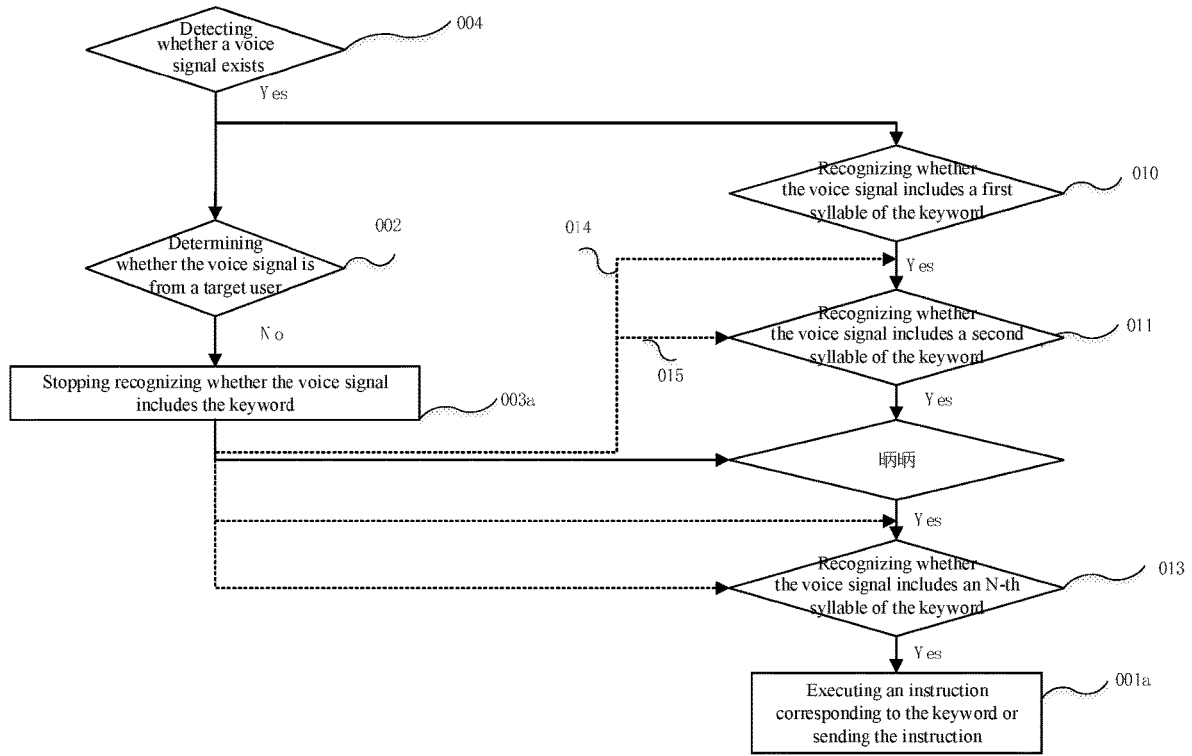 Detecting
whether a voice
signal exists
004
Yes
Recognizing whether
the voice signal includes a first
syllable of the keyword
010
Determining
whether the voice signal is
from a target user
002
014
Yes
No
Recognizing whether
the voice signal includes a second
syllable of the keyword
011
015
Stopping recognizing whether the voice signal
includes the keyword
003a
Yes
昞昞
Yes
Recognizing whether
the voice signal includes an N-th
syllable of the keyword
013
Yes
Executing an instruction
corresponding to the keyword or
sending the instruction
001a